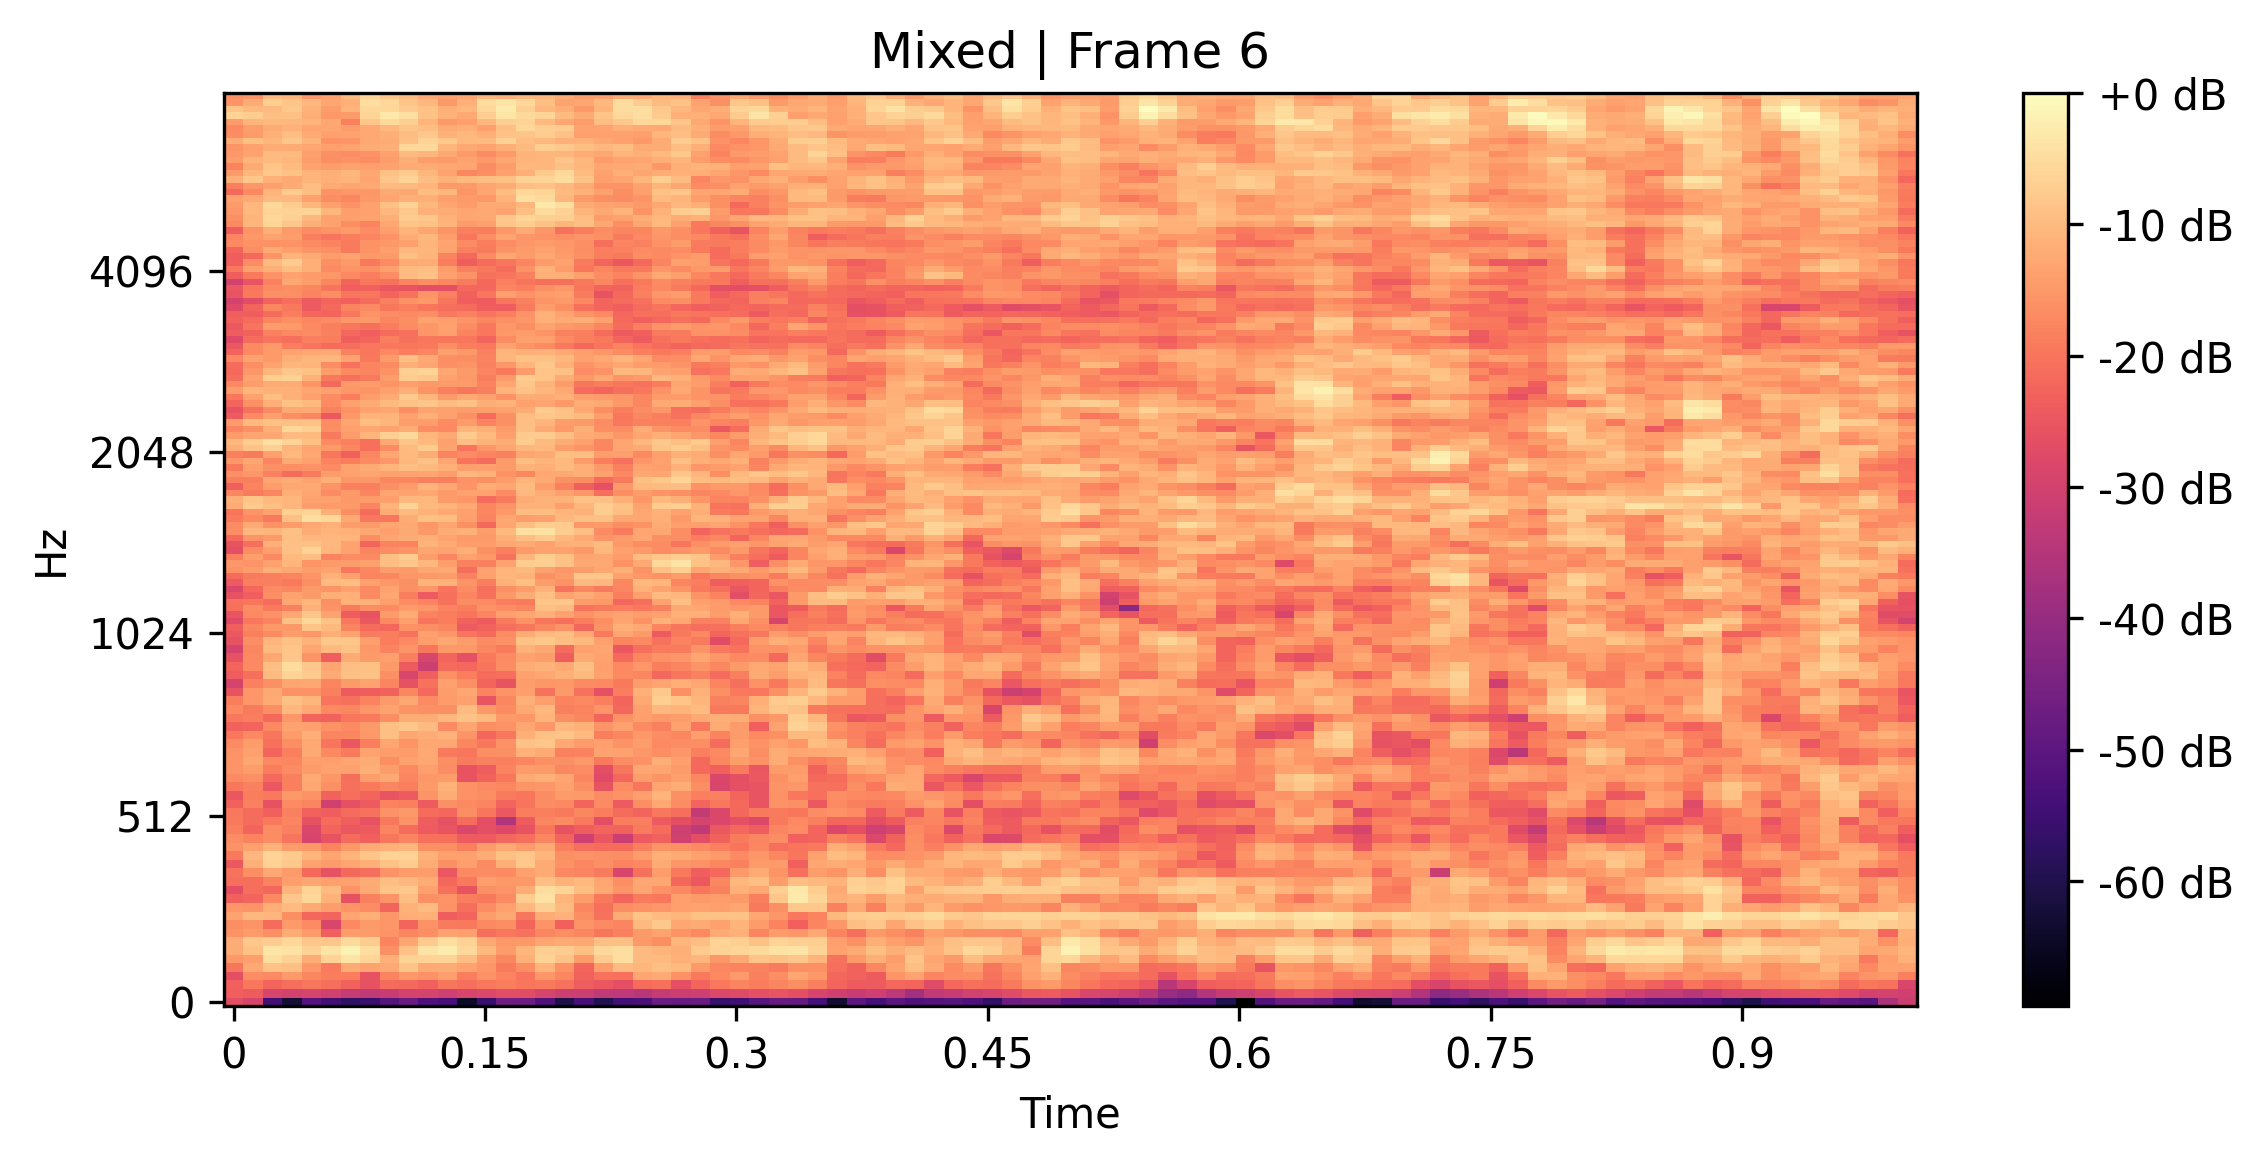 Mixed | Frame 6
+0 dB
-10 dB
-20 dB
-30 dB
-40 dB
-50 dB
-60 dB
4096
2048
1024
512
0
Hz
0 0.15 0.3 0.45 0.6 0.75 0.9
Time